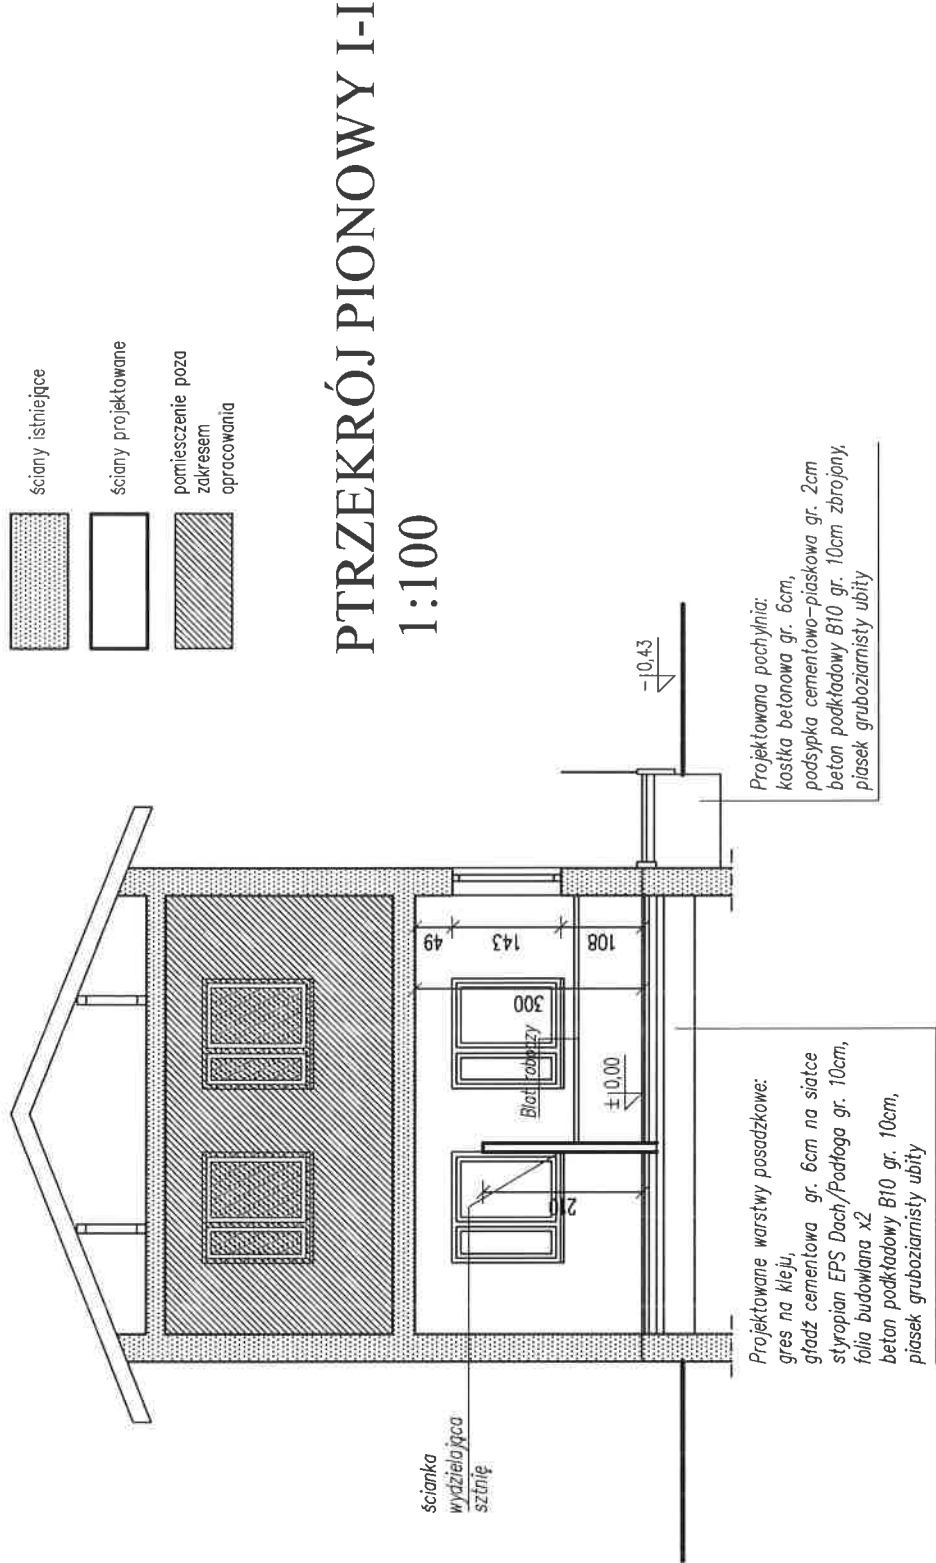 ściany istniejące
ściany projektowane
pomiesczenie poza
zakresem
opracowania
PTRZEKRÓJ PIONOWY I-I
1:100
ścianka
wydzielająca
sztnię
Blat roboczy
49
143
108
300
210
±0,00
-0,43
Projektowane warstwy posadzkowe:
gres na kleju,
gładź cementowa gr. 6cm na siatce
styropian EPS Dach/Podłoga gr. 10cm,
folia budowlana x2
beton podkładowy B10 gr. 10cm,
piasek gruboziarnisty ubity
Projektowana pochylnia:
kostka betonowa gr. 6cm,
podsypka cementowo-piaskowa gr. 2cm
beton podkładowy B10 gr. 10cm zbrojony,
piasek gruboziarnisty ubity